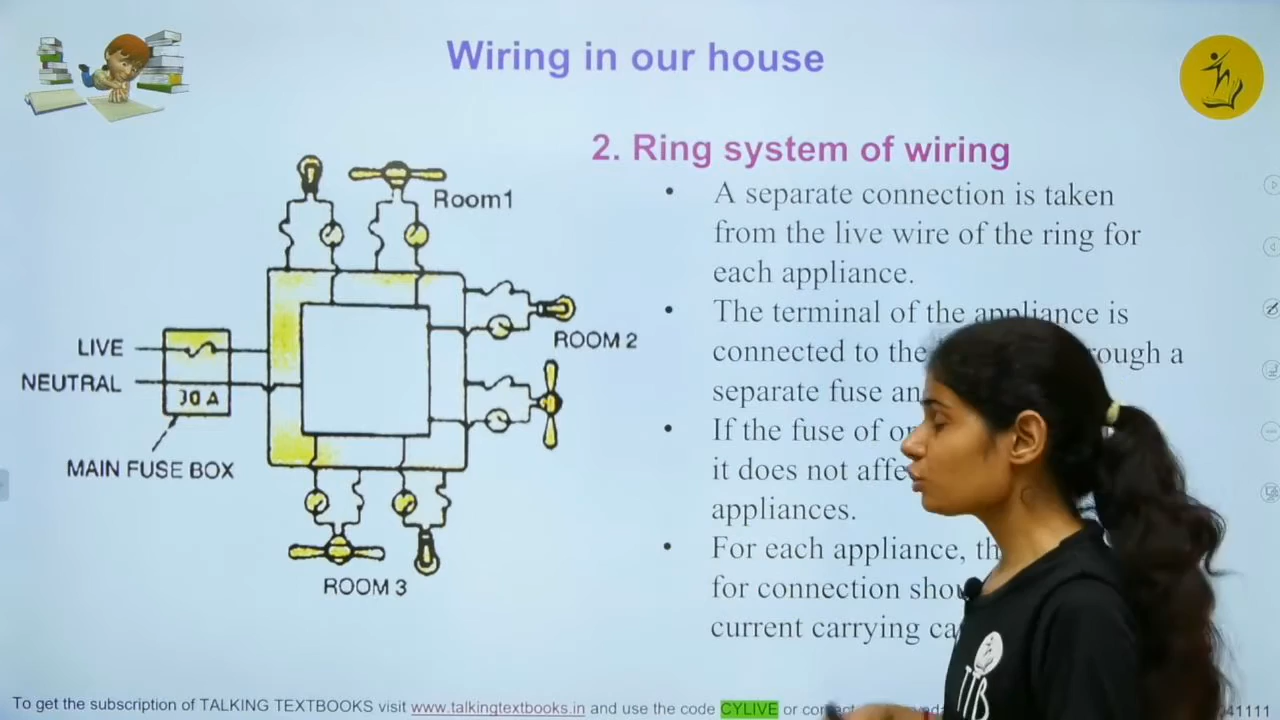 Wiring in our house
2. Ring system of wiring
• A separate connection is taken
from the live wire of the ring for
each appliance.
• The terminal of the appliance is
connected to the
through a
separate fuse an
• If the fuse of
it does not affe
appliances.
• For each appliance, th
for connection shou
current carrying ca
Room1
ROOM 2
LIVE
NEUTRAL
30 A
MAIN FUSE BOX
ROOM 3
To get the subscription of TALKING TEXTBOOKS visit www.talkingtextbooks.in and use the code CYLIVE or
41111